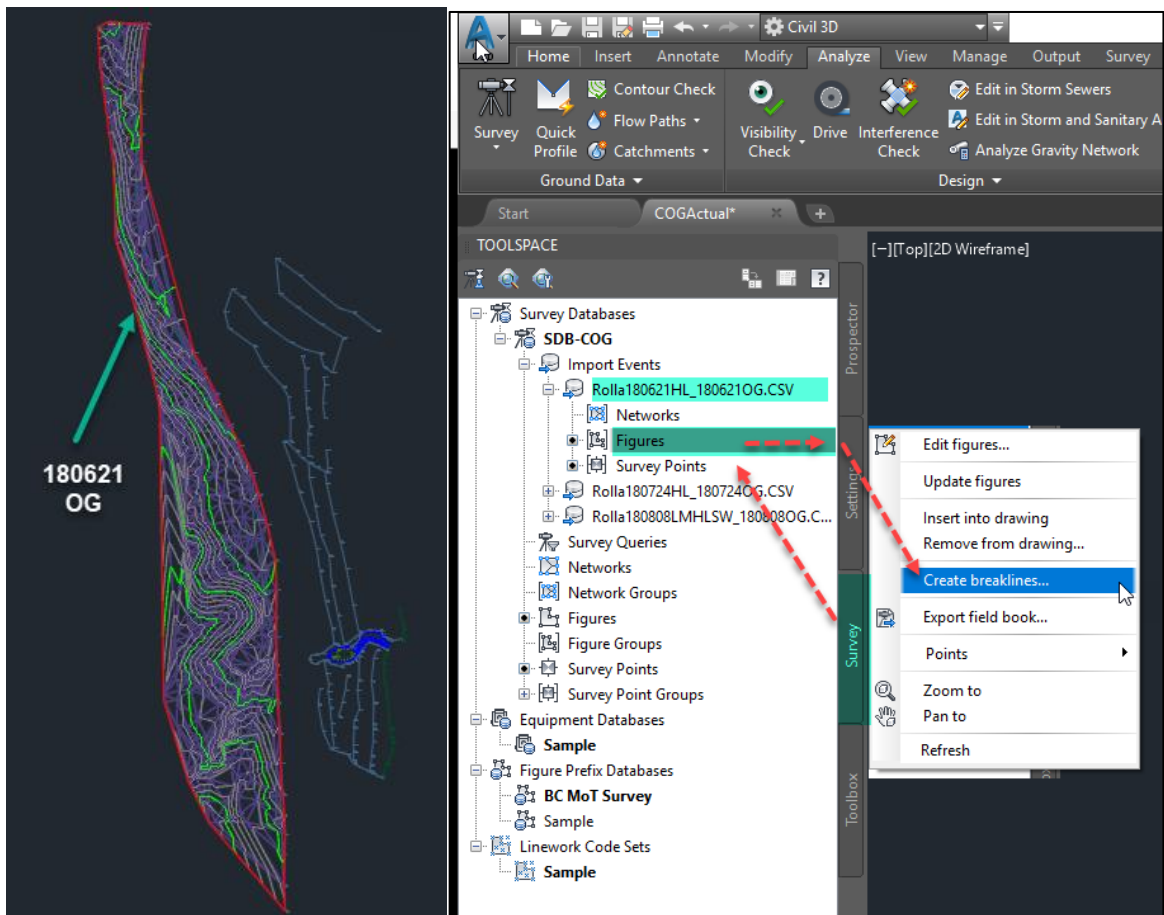 180621
OG
Civil 3D
Home Insert Annotate Modify Analyze View Manage Output Survey
Survey
Quick
Profile
Contour Check
Flow Paths
Catchments
Ground Data
Visibility
Check
Drive
Interference
Check
Edit in Storm Sewers
Edit in Storm and Sanitary A
Analyze Gravity Network
Design
Start
COGActual*
TOOLSPACE
[−][Top][2D Wireframe]
Survey Databases
SDB-COG
Import Events
Rolla180621HL_180621OG.CSV
Networks
Figures
Survey Points
Rolla180724HL_180724OG.CSV
Rolla180808LMHLSW_180808OG.C...
Survey Queries
Networks
Network Groups
Figures
Figure Groups
Survey Points
Survey Point Groups
Equipment Databases
Sample
Figure Prefix Databases
BC MoT Survey
Sample
Linework Code Sets
Sample
Prospector
Settings
Survey
Toolbox
Edit figures...
Update figures
Insert into drawing
Remove from drawing...
Create breaklines...
Export field book...
Points
Zoom to
Pan to
Refresh